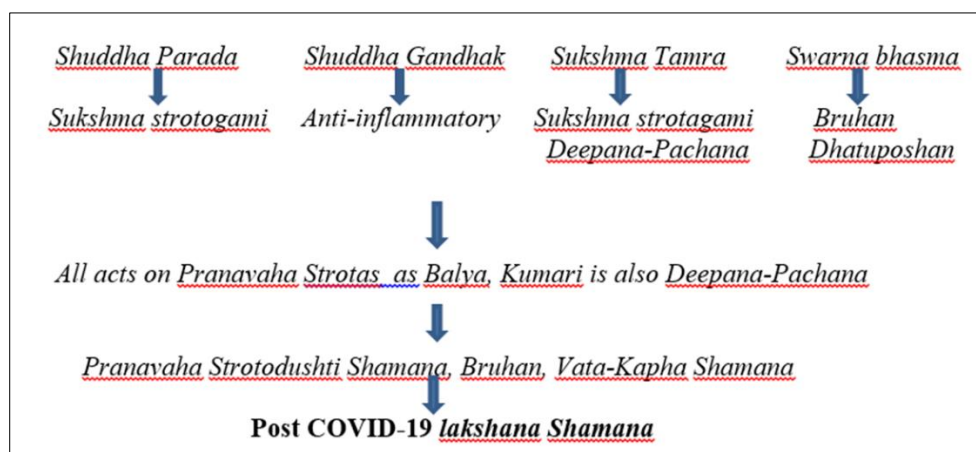 Shuddha Parada Shuddha Gandhak Sukshma Tamra Swarna bhasma
Sukshma strotogami Anti-inflammatory Sukshma strotagami Bruhan
Deepana-Pachana Dhatuposhan
All acts on Pranavaha Strotas as Balya, Kumari is also Deepana-Pachana
Pranavaha Strotodushti Shamana, Bruhan, Vata-Kapha Shamana
Post COVID-19 lakshana Shamana